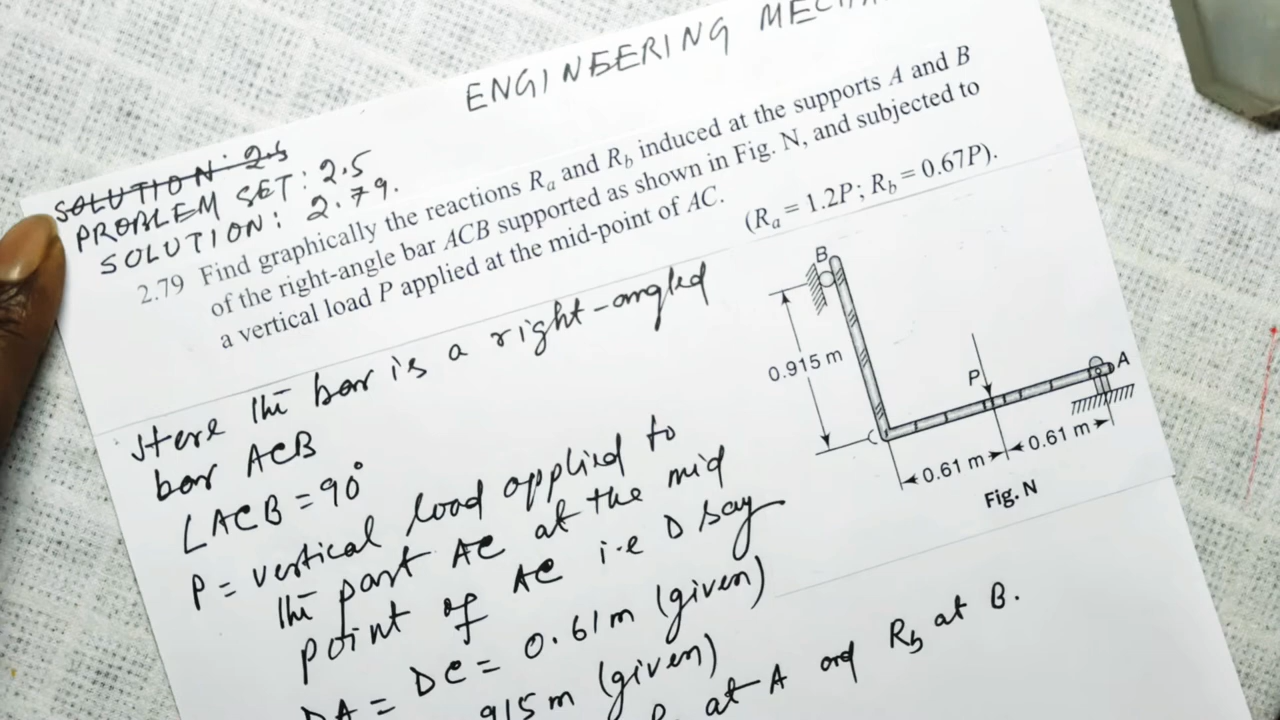 ENGINEERING
SOLUTION: 2.5
PROBLEM SET: 2.5
SOLUTION: 2.79.
2.79 Find graphically the reactions Ra and Rb induced at the supports A and B
of the right-angle bar ACB supported as shown in Fig. N, and subjected to
a vertical load P applied at the mid-point of AC.
(Ra = 1.2P; Rb = 0.67P).
B
0.915 m
P
A
C
0.61 m
0.61 m
Fig. N
Here the bar is a right-angled
bar ACB
∠ACB = 90°
P = vertical load applied to
the part AC at the mid
point of AC i.e D say
DA = DC = 0.61m (given)
915m (given)
at A and Rb at B.